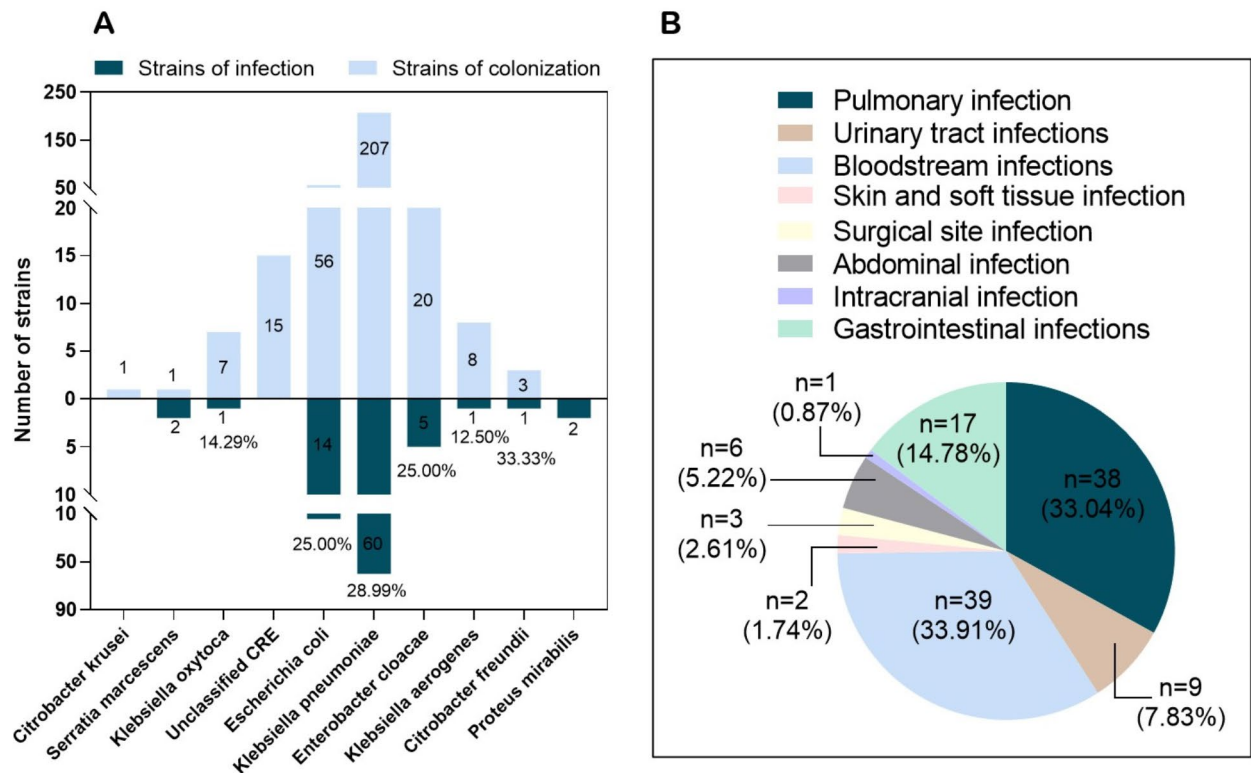 A
Strains of infection Strains of colonization
Number of strains
250
150
50
20
15
10
5
0
5
10
10
50
90
1
1
7
15
56
207
20
8
3
2
1
14.29%
14
25.00%
60
28.99%
5
25.00%
1
12.50%
1
33.33%
2
Citrobacter krusei
Serratia marcescens
Klebsiella oxytoca
Unclassified CRE
Escherichia coli
Klebsiella pneumoniae
Enterobacter cloacae
Klebsiella aerogenes
Citrobacter freundii
Proteus mirabilis
B
Pulmonary infection
Urinary tract infections
Bloodstream infections
Skin and soft tissue infection
Surgical site infection
Abdominal infection
Intracranial infection
Gastrointestinal infections
n=1
(0.87%)
n=17
(14.78%)
n=6
(5.22%)
n=38
(33.04%)
n=3
(2.61%)
n=2
(1.74%)
n=39
(33.91%)
n=9
(7.83%)